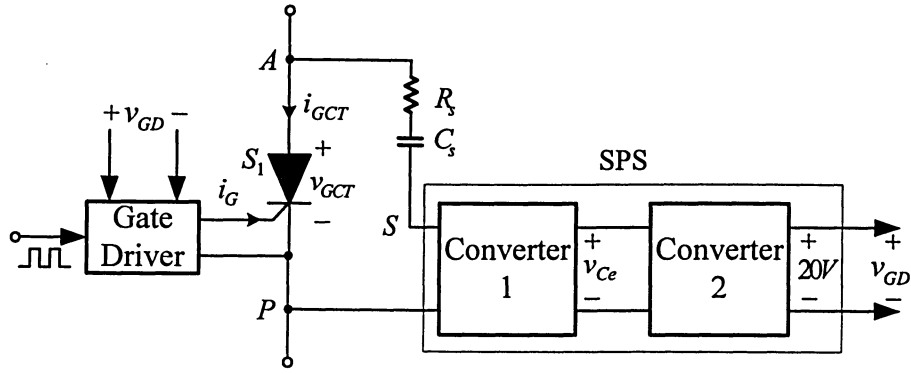 A
i_GCT
R_s
C_s
+ v_GD −
S_1
+
v_GCT
−
i_G
Gate
Driver
SPS
S
P
Converter
1
+
v_Ce
−
Converter
2
+
20V
−
+
v_GD
−